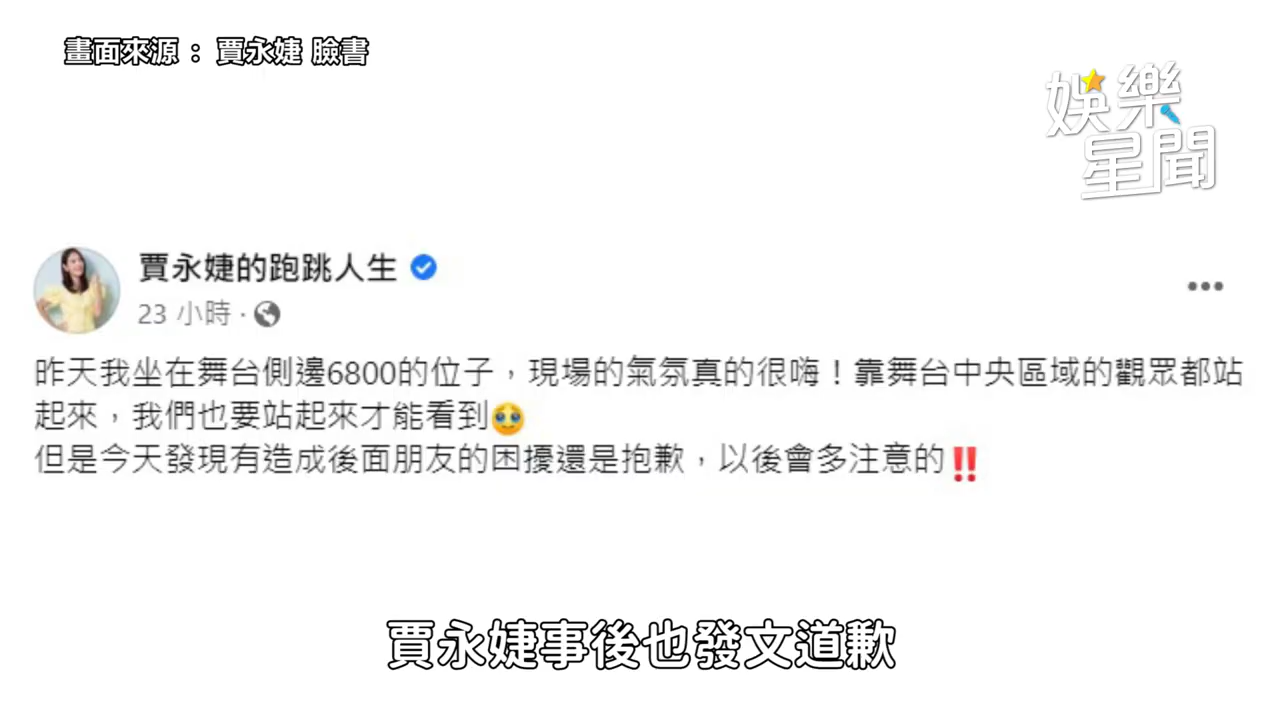 畫面來源：賈永婕 臉書
娛樂
星聞
賈永婕的跑跳人生
23 小時 ·
昨天我坐在舞台側邊6800的位子，現場的氣氛真的很嗨！靠舞台中央區域的觀眾都站
起來，我們也要站起來才能看到🥹
但是今天發現有造成後面朋友的困擾還是抱歉，以後會多注意的‼️
賈永婕事後也發文道歉